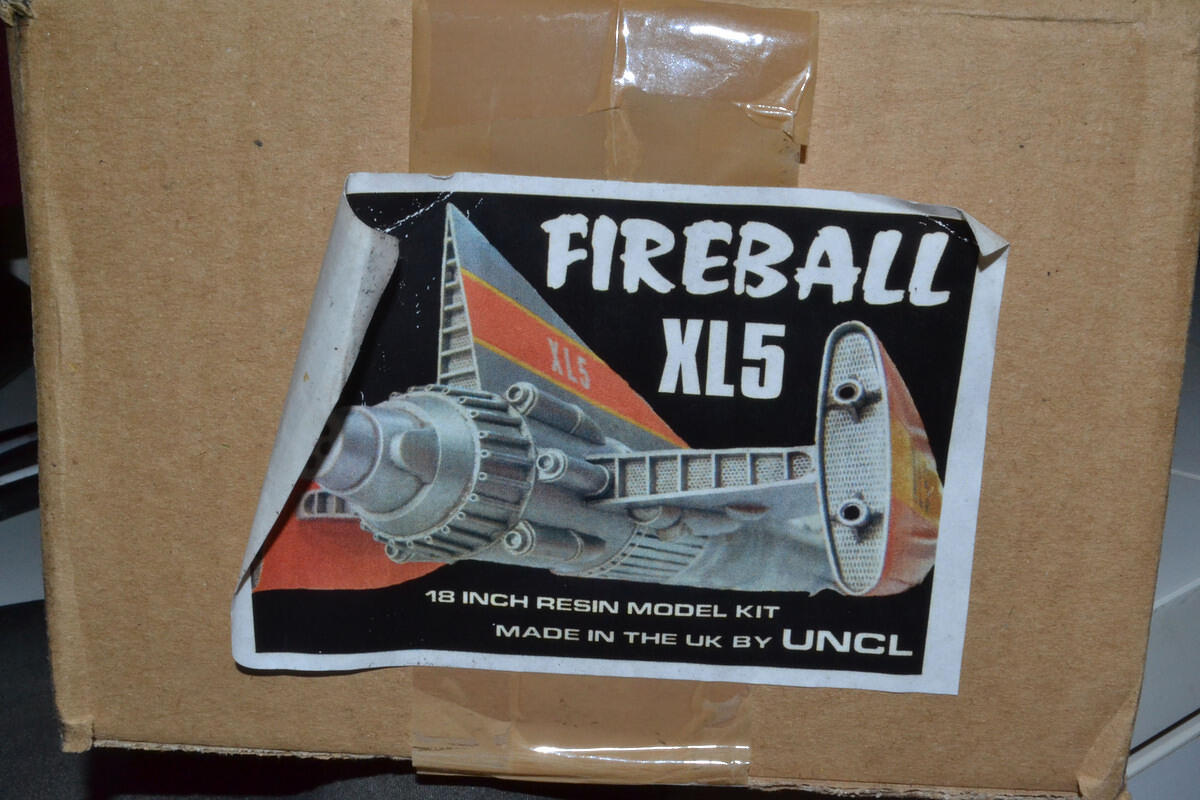 FIREBALL
XL5
XL5
18 INCH RESIN MODEL KIT
MADE IN THE UK BY UNCL